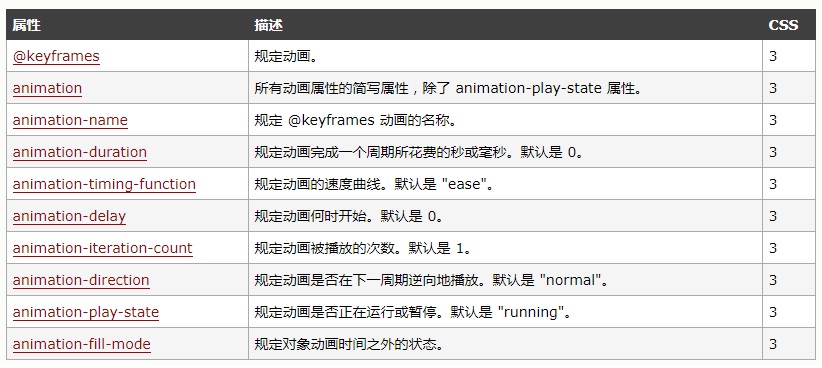 属性 描述 CSS
@keyframes 规定动画。 3
animation 所有动画属性的简写属性，除了 animation-play-state 属性。 3
animation-name 规定 @keyframes 动画的名称。 3
animation-duration 规定动画完成一个周期所花费的秒或毫秒。默认是 0。 3
animation-timing-function 规定动画的速度曲线。默认是 "ease"。 3
animation-delay 规定动画何时开始。默认是 0。 3
animation-iteration-count 规定动画被播放的次数。默认是 1。 3
animation-direction 规定动画是否在下一周期逆向地播放。默认是 "normal"。 3
animation-play-state 规定动画是否正在运行或暂停。默认是 "running"。 3
animation-fill-mode 规定对象动画时间之外的状态。 3